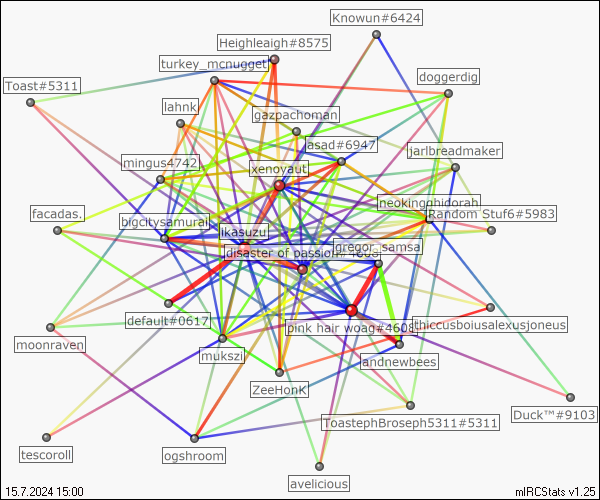 Knowun#6424
Heighleaigh#8575
turkey_mcnugget
doggerdig
Toast#5311
lahnk
gazpachoman
asad#6947
jarlbreadmaker
mingus4742
xenoyaut
neokingghidorah
facadas.
Random Stuf6#5983
bigcitysamurai
ikasuzu
gregor_samsa
disaster of passion#4608
default#0617
pink hair woag#4608
thiccusboiusalexusjoneus
moonraven
mukszi
andnewbees
ZeeHonK
ToastephBroseph5311#5311
Duck™#9103
tescoroll
ogshroom
avelicious
15.7.2024 15:00
mIRCStats v1.25